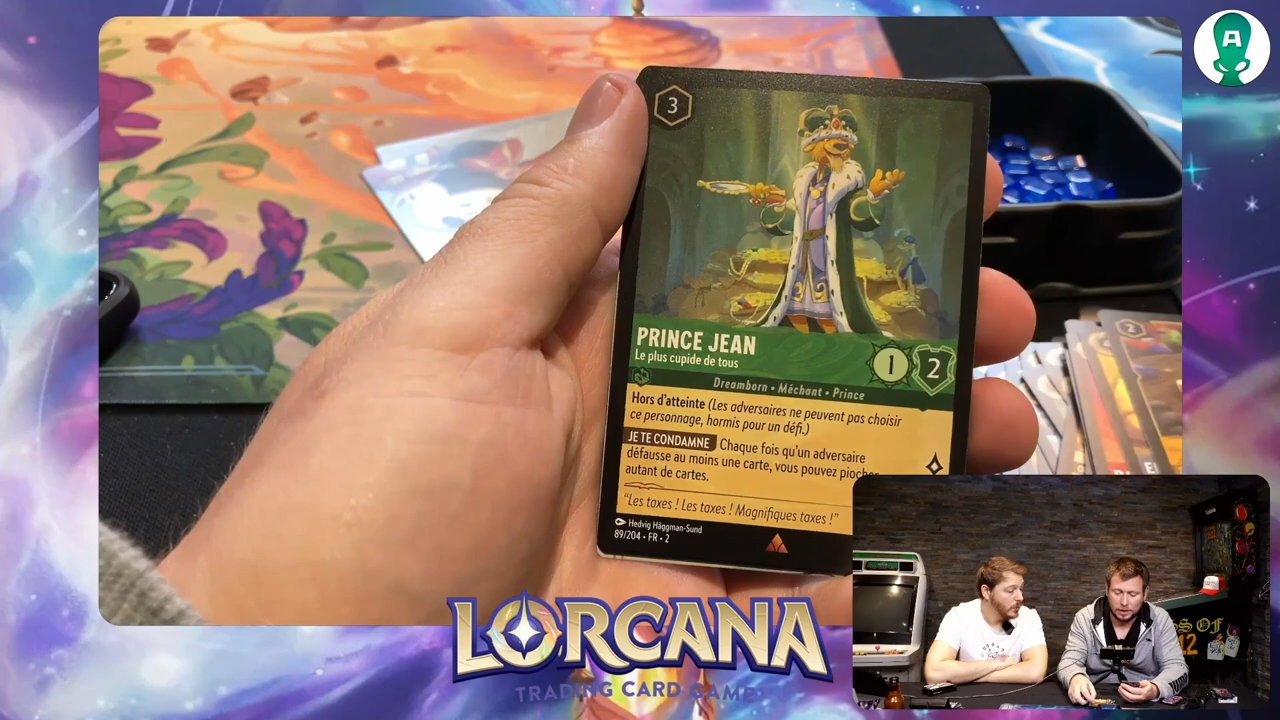 A
3
PRINCE JEAN
Le plus cupide de tous
1
2
Dreamborn • Méchant • Prince
Hors d'atteinte (Les adversaires ne peuvent pas choisir
ce personnage, hormis pour un défi.)
JE TE CONDAMNE Chaque fois qu'un adversaire
défausse au moins une carte, vous pouvez piocher
autant de cartes.
"Les taxes ! Les taxes ! Magnifiques taxes !"
Hedvig Häggman-Sund
89/204 • FR • 2
2
LORCANA
TRADING CARD GAME
OF